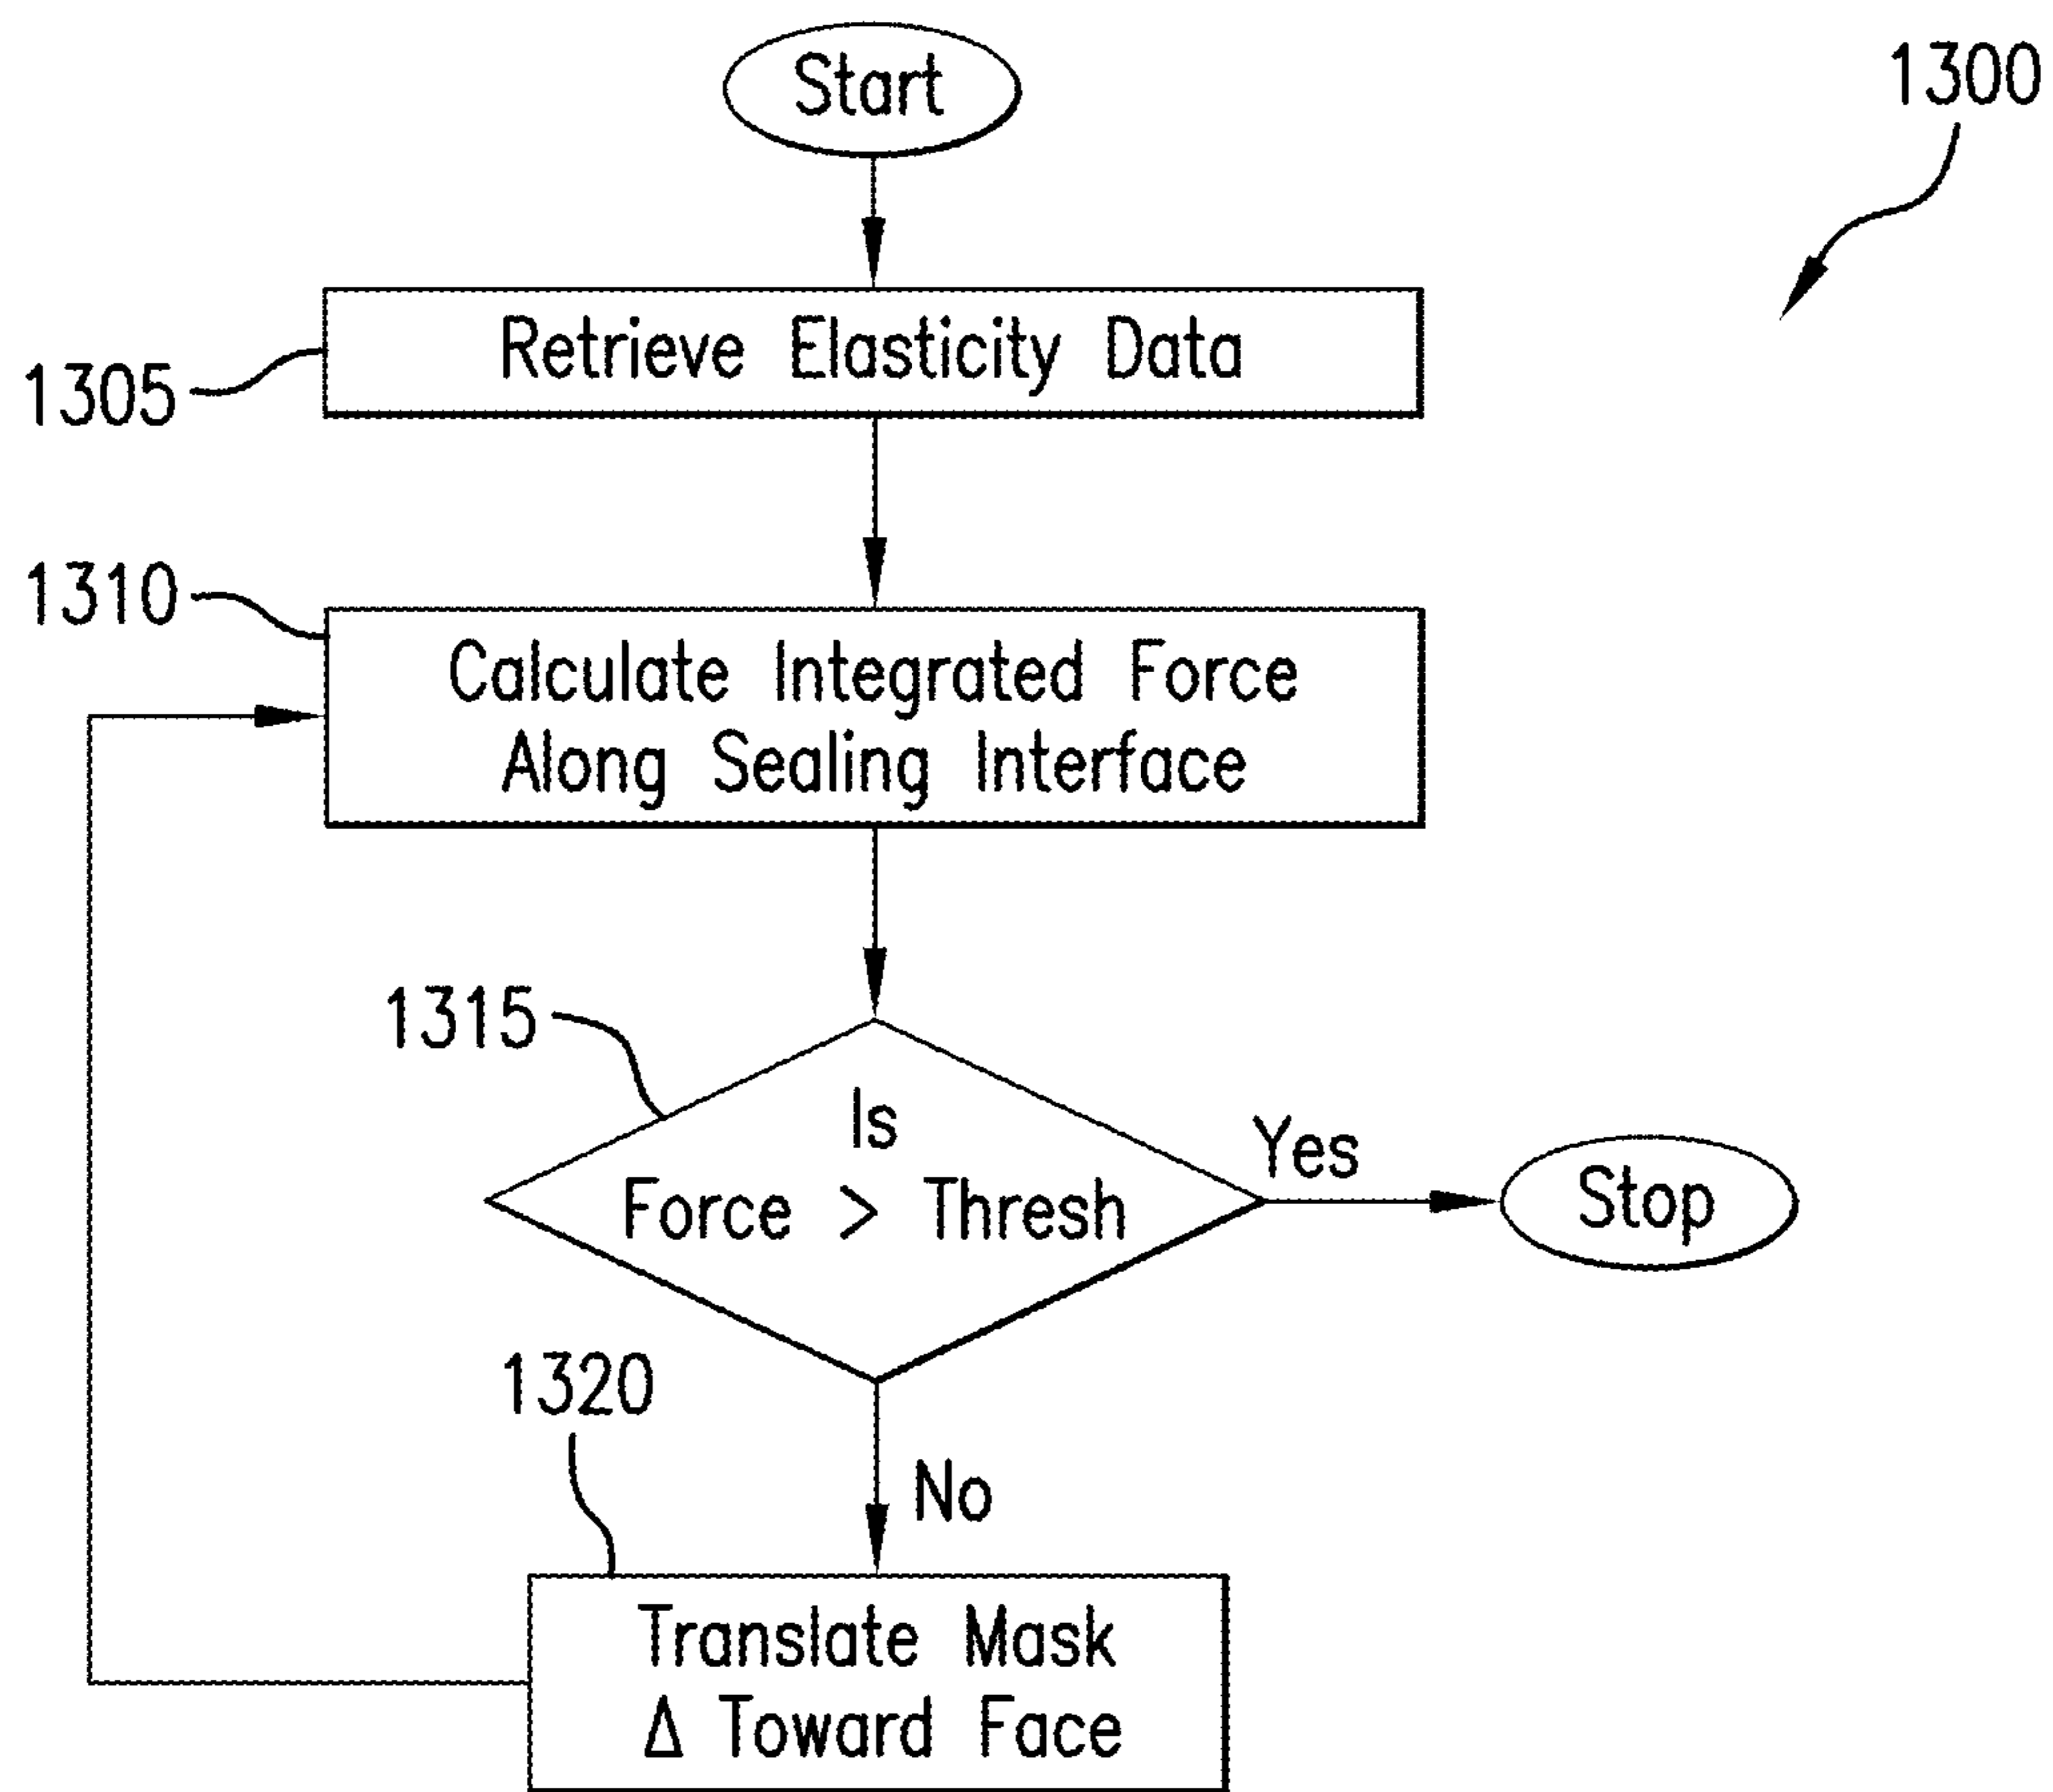 Start
1300
Retrieve Elasticity Data
1305
1310
Calculate Integrated Force
Along Sealing Interface
1315
Is
Force > Thresh
Yes
Stop
1320
No
Translate Mask
Δ Toward Face